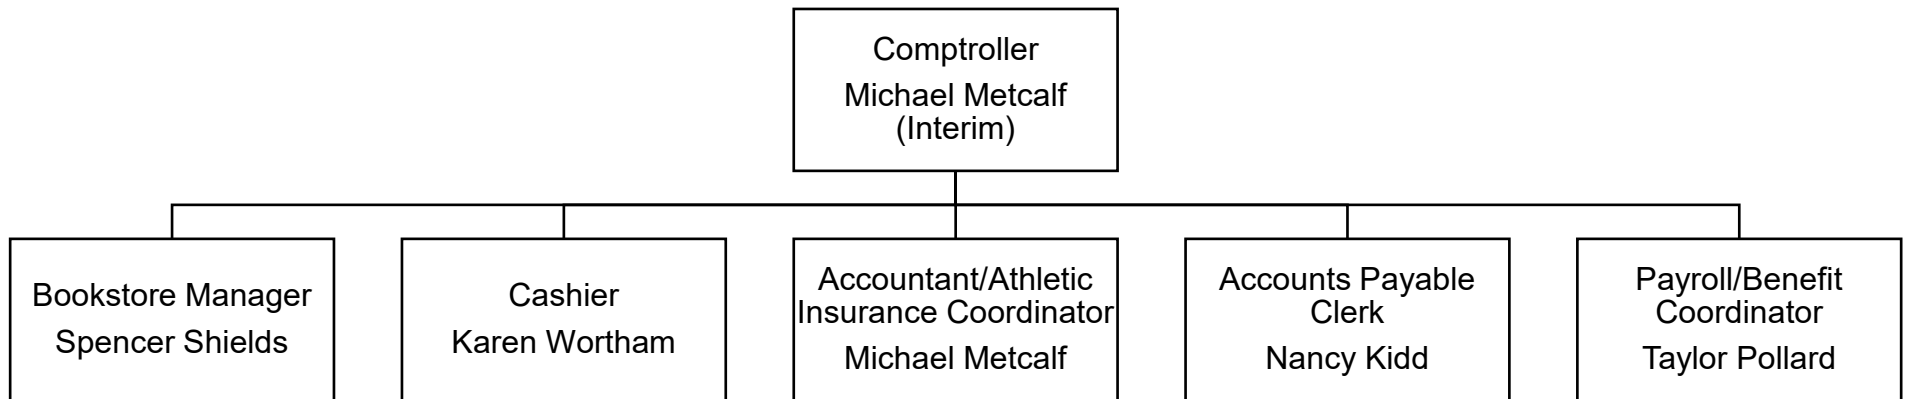 Comptroller
Michael Metcalf
(Interim)
Bookstore Manager
Spencer Shields
Cashier
Karen Wortham
Accountant/Athletic
Insurance Coordinator
Michael Metcalf
Accounts Payable
Clerk
Nancy Kidd
Payroll/Benefit
Coordinator
Taylor Pollard